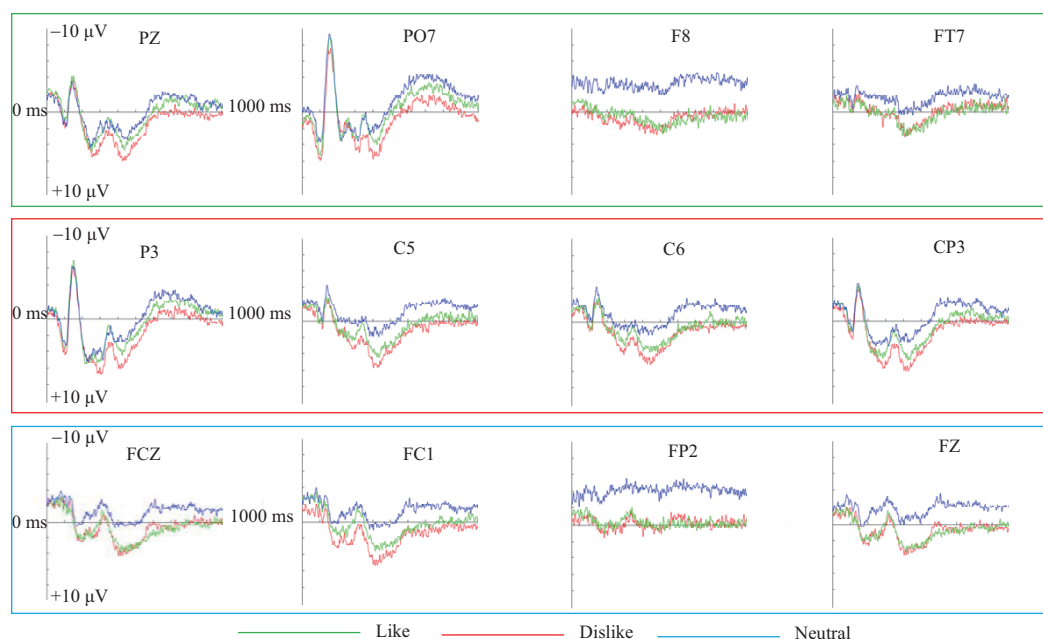 −10 µV
PZ
PO7
F8
FT7
0 ms
1000 ms
+10 µV
−10 µV
P3
C5
C6
CP3
0 ms
1000 ms
+10 µV
−10 µV
FCZ
FC1
FP2
FZ
0 ms
1000 ms
+10 µV
Like
Dislike
Neutral